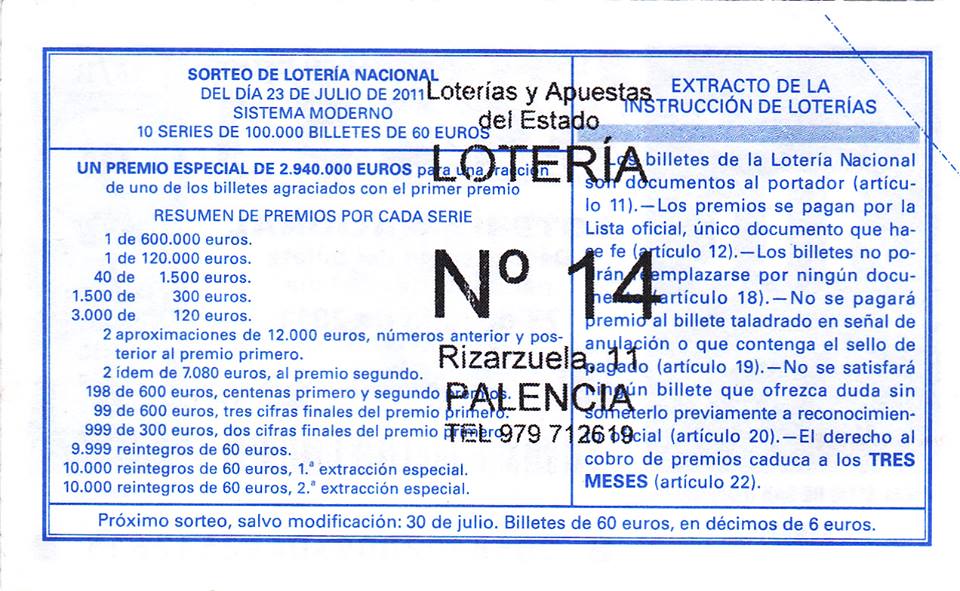 SORTEO DE LOTERÍA NACIONAL
DEL DÍA 23 DE JULIO DE 2011
SISTEMA MODERNO
10 SERIES DE 100.000 BILLETES DE 60 EUROS
UN PREMIO ESPECIAL DE 2.940.000 EUROS para una fracción
de uno de los billetes agraciados con el primer premio
RESUMEN DE PREMIOS POR CADA SERIE
1 de 600.000 euros.
1 de 120.000 euros.
40 de 1.500 euros.
1.500 de 300 euros.
3.000 de 120 euros.
2 aproximaciones de 12.000 euros, números anterior y pos-
terior al premio primero.
2 ídem de 7.080 euros, al premio segundo.
198 de 600 euros, centenas primero y segundo premios.
99 de 600 euros, tres cifras finales del premio primero.
999 de 300 euros, dos cifras finales del premio primero.
9.999 reintegros de 60 euros.
10.000 reintegros de 60 euros, 1.ª extracción especial.
10.000 reintegros de 60 euros, 2.ª extracción especial.
Loterías y Apuestas
del Estado
LOTERÍA
Nº 14
Rizarzuela, 11
PALENCIA
TEL 979 712619
EXTRACTO DE LA
INSTRUCCIÓN DE LOTERÍAS
Los billetes de la Lotería Nacional
son documentos al portador (artícu-
lo 11).—Los premios se pagan por la
Lista oficial, único documento que ha-
ce fe (artículo 12).—Los billetes no po-
drán reemplazarse por ningún docu-
mento (artículo 18).—No se pagará
premio al billete taladrado en señal de
anulación o que contenga el sello de
pagado (artículo 19).—No se satisfará
ningún billete que ofrezca duda sin
someterlo previamente a reconocimien-
to oficial (artículo 20).—El derecho al
cobro de premios caduca a los TRES
MESES (artículo 22).
Próximo sorteo, salvo modificación: 30 de julio. Billetes de 60 euros, en décimos de 6 euros.